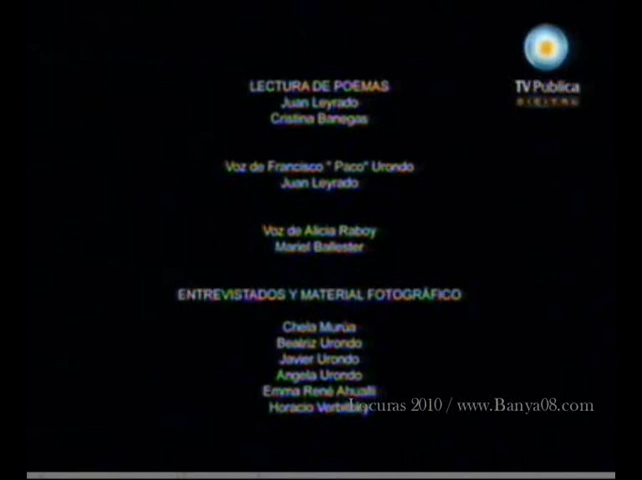 TV Pública
DIGITAL
LECTURA DE POEMAS
Juan Leyrado
Cristina Banegas
Voz de Francisco " Paco" Urondo
Juan Leyrado
Voz de Alicia Raboy
Mariel Ballester
ENTREVISTADOS Y MATERIAL FOTOGRÁFICO
Chela Murúa
Beatriz Urondo
Javier Urondo
Angela Urondo
Emma René Ahualli
Horacio
Locuras 2010 / www.Banya08.com